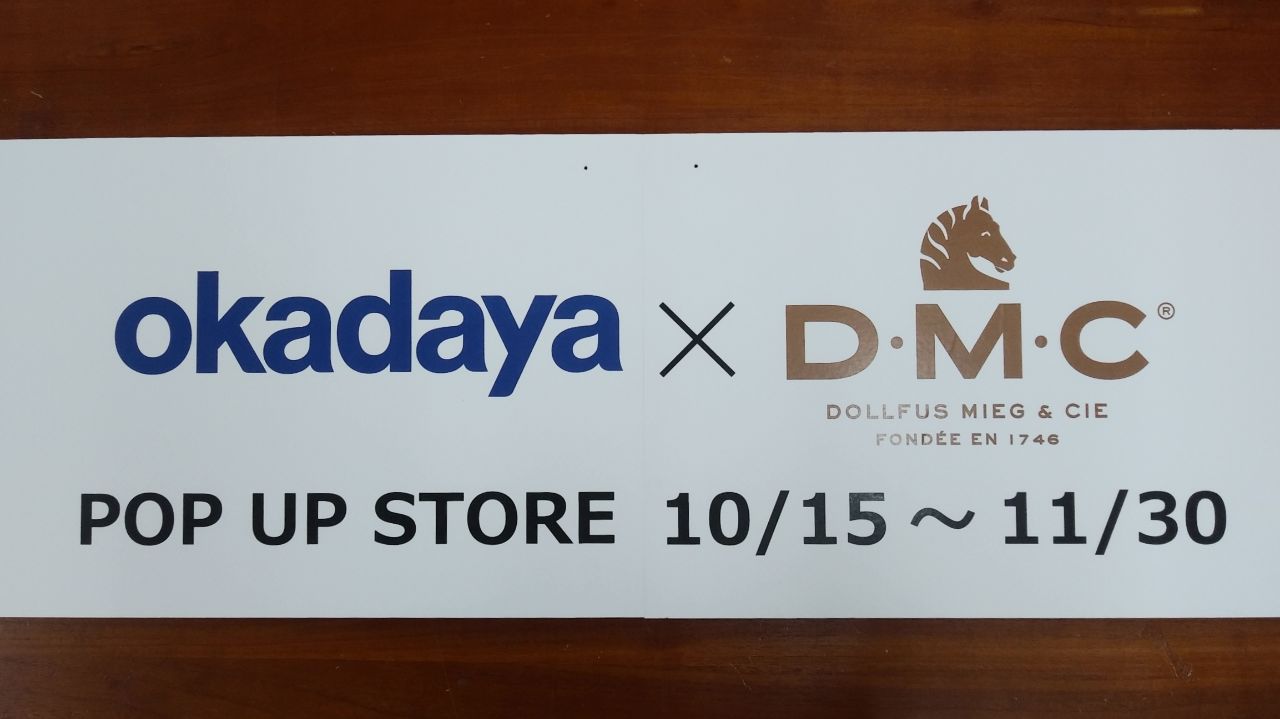 okadaya × D·M·C®
DOLLFUS MIEG & CIE
FONDÉE EN 1746
POP UP STORE 10/15～11/30